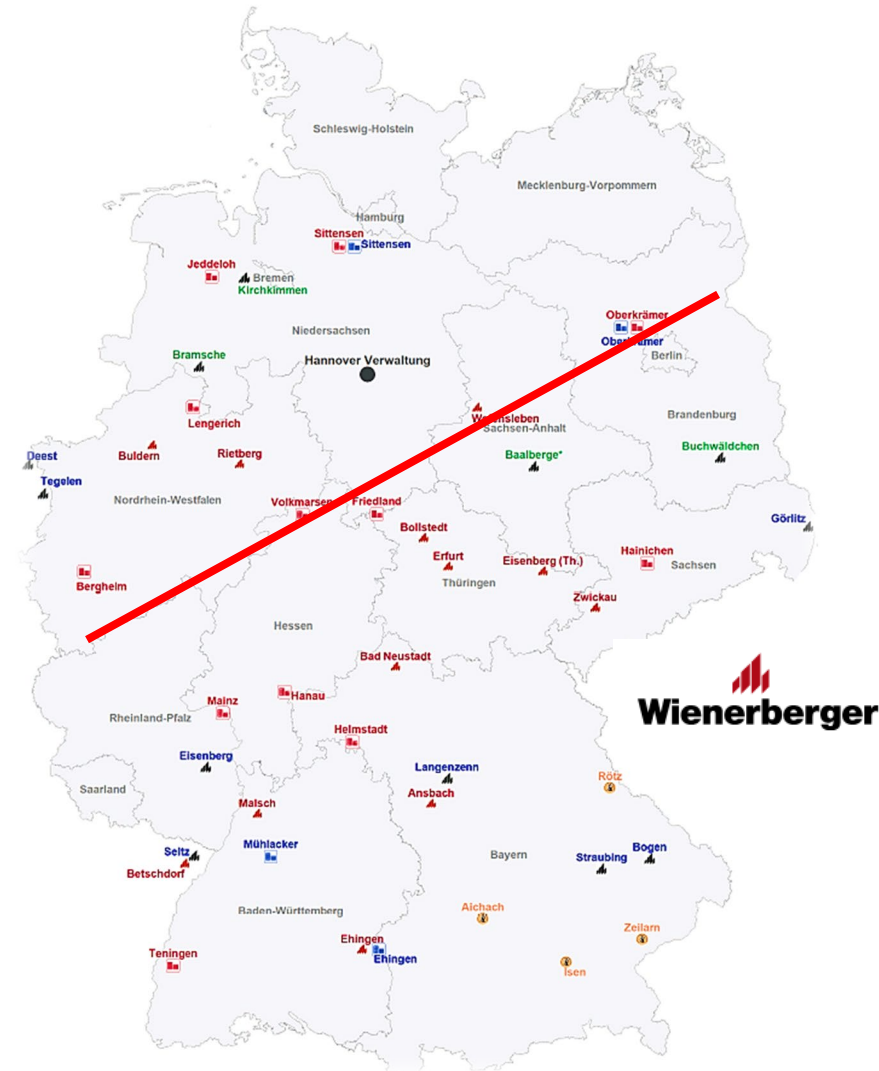 Schleswig-Holstein
Mecklenburg-Vorpommern
Hamburg
Sittensen
Sittensen
Jeddeloh
Bremen
Kirchkimmen
Oberkrämer
Niedersachsen
Oberkrämer
Berlin
Bramsche
Hannover Verwaltung
Brandenburg
Wefensleben
Lengerich
Sachsen-Anhalt
Buchwäldchen
Deest
Buldern
Rietberg
Baalberge*
Tegelen
Nordrhein-Westfalen
Volkmarsen
Friedland
Görlitz
Bollstedt
Hainichen
Erfurt
Eisenberg (Th.)
Sachsen
Bergheim
Thüringen
Zwickau
Hessen
Bad Neustadt
Hanau
Mainz
Rheinland-Pfalz
Wienerberger
Helmstadt
Eisenberg
Langenzenn
Rötz
Saarland
Ansbach
Malsch
Mühlacker
Seltz
Bogen
Bayern
Straubing
Betschdorf
Aichach
Baden-Württemberg
Zeilarn
Ehingen
Teningen
Ehingen
Isen